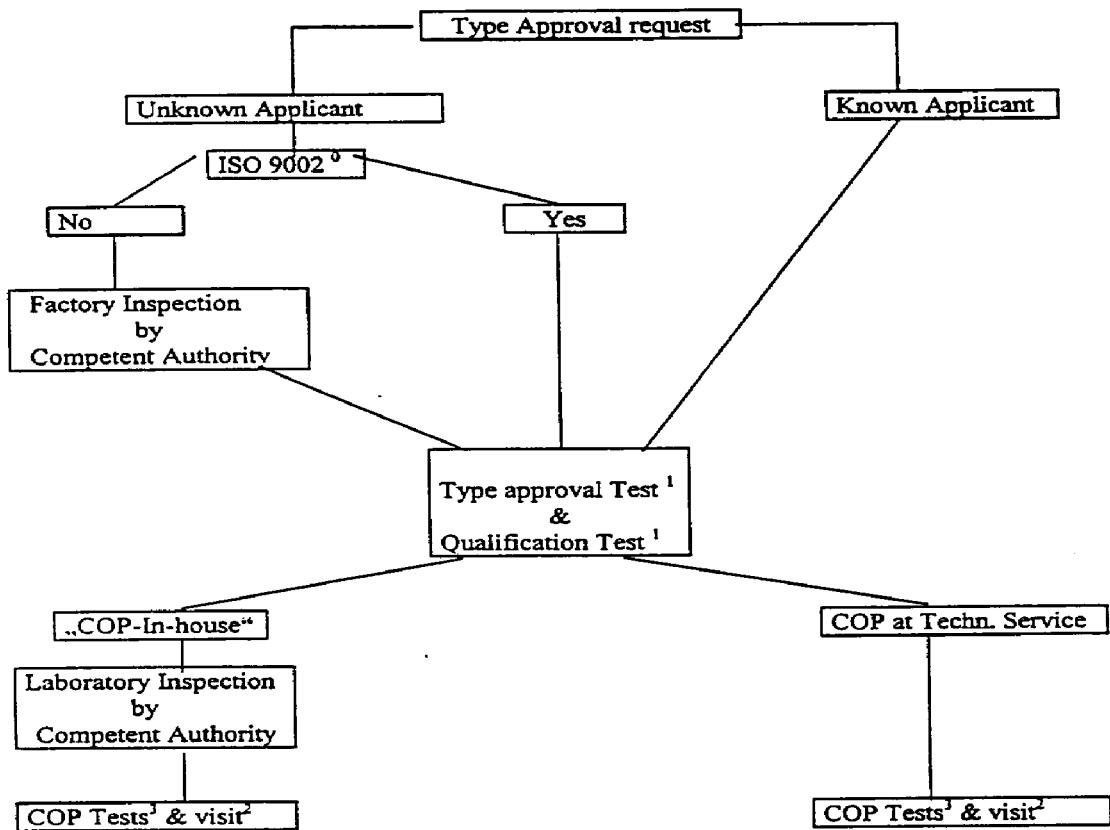 Type Approval request
Unknown Applicant
Known Applicant
ISO 9002 ⁰
No
Yes
Factory Inspection
by
Competent Authority
Type approval Test ¹
&
Qualification Test ¹
„COP-In-house“
COP at Techn. Service
Laboratory Inspection
by
Competent Authority
COP Tests³ & visit²
COP Tests³ & visit²